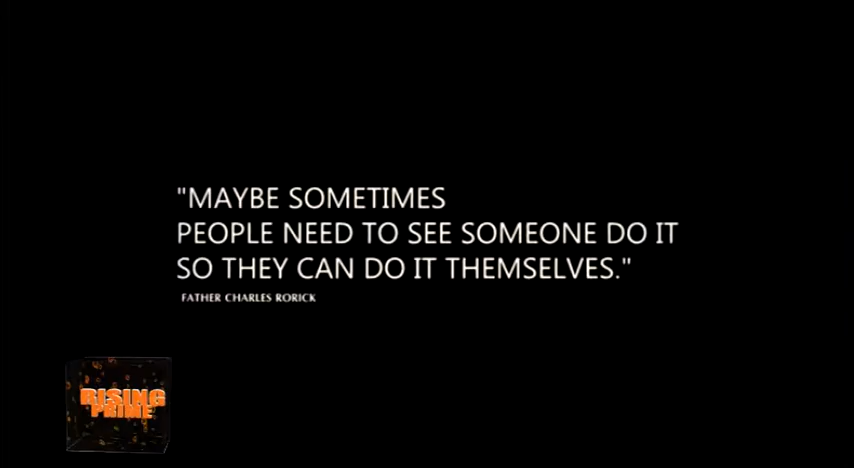 "MAYBE SOMETIMES
PEOPLE NEED TO SEE SOMEONE DO IT
SO THEY CAN DO IT THEMSELVES."
FATHER CHARLES RORICK
RISING
PRIME